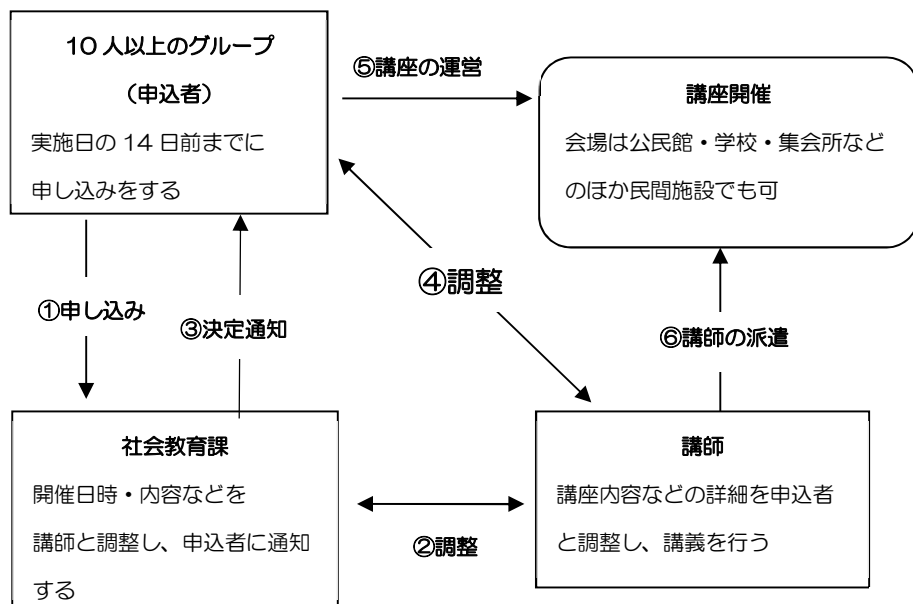 10 人以上のグループ
（申込者）
実施日の 14 日前までに
申し込みをする
⑤講座の運営
講座開催
会場は公民館・学校・集会所など
のほか民間施設でも可
①申し込み
③決定通知
④調整
⑥講師の派遣
社会教育課
開催日時・内容などを
講師と調整し、申込者に通知
する
②調整
講師
講座内容などの詳細を申込者
と調整し、講義を行う